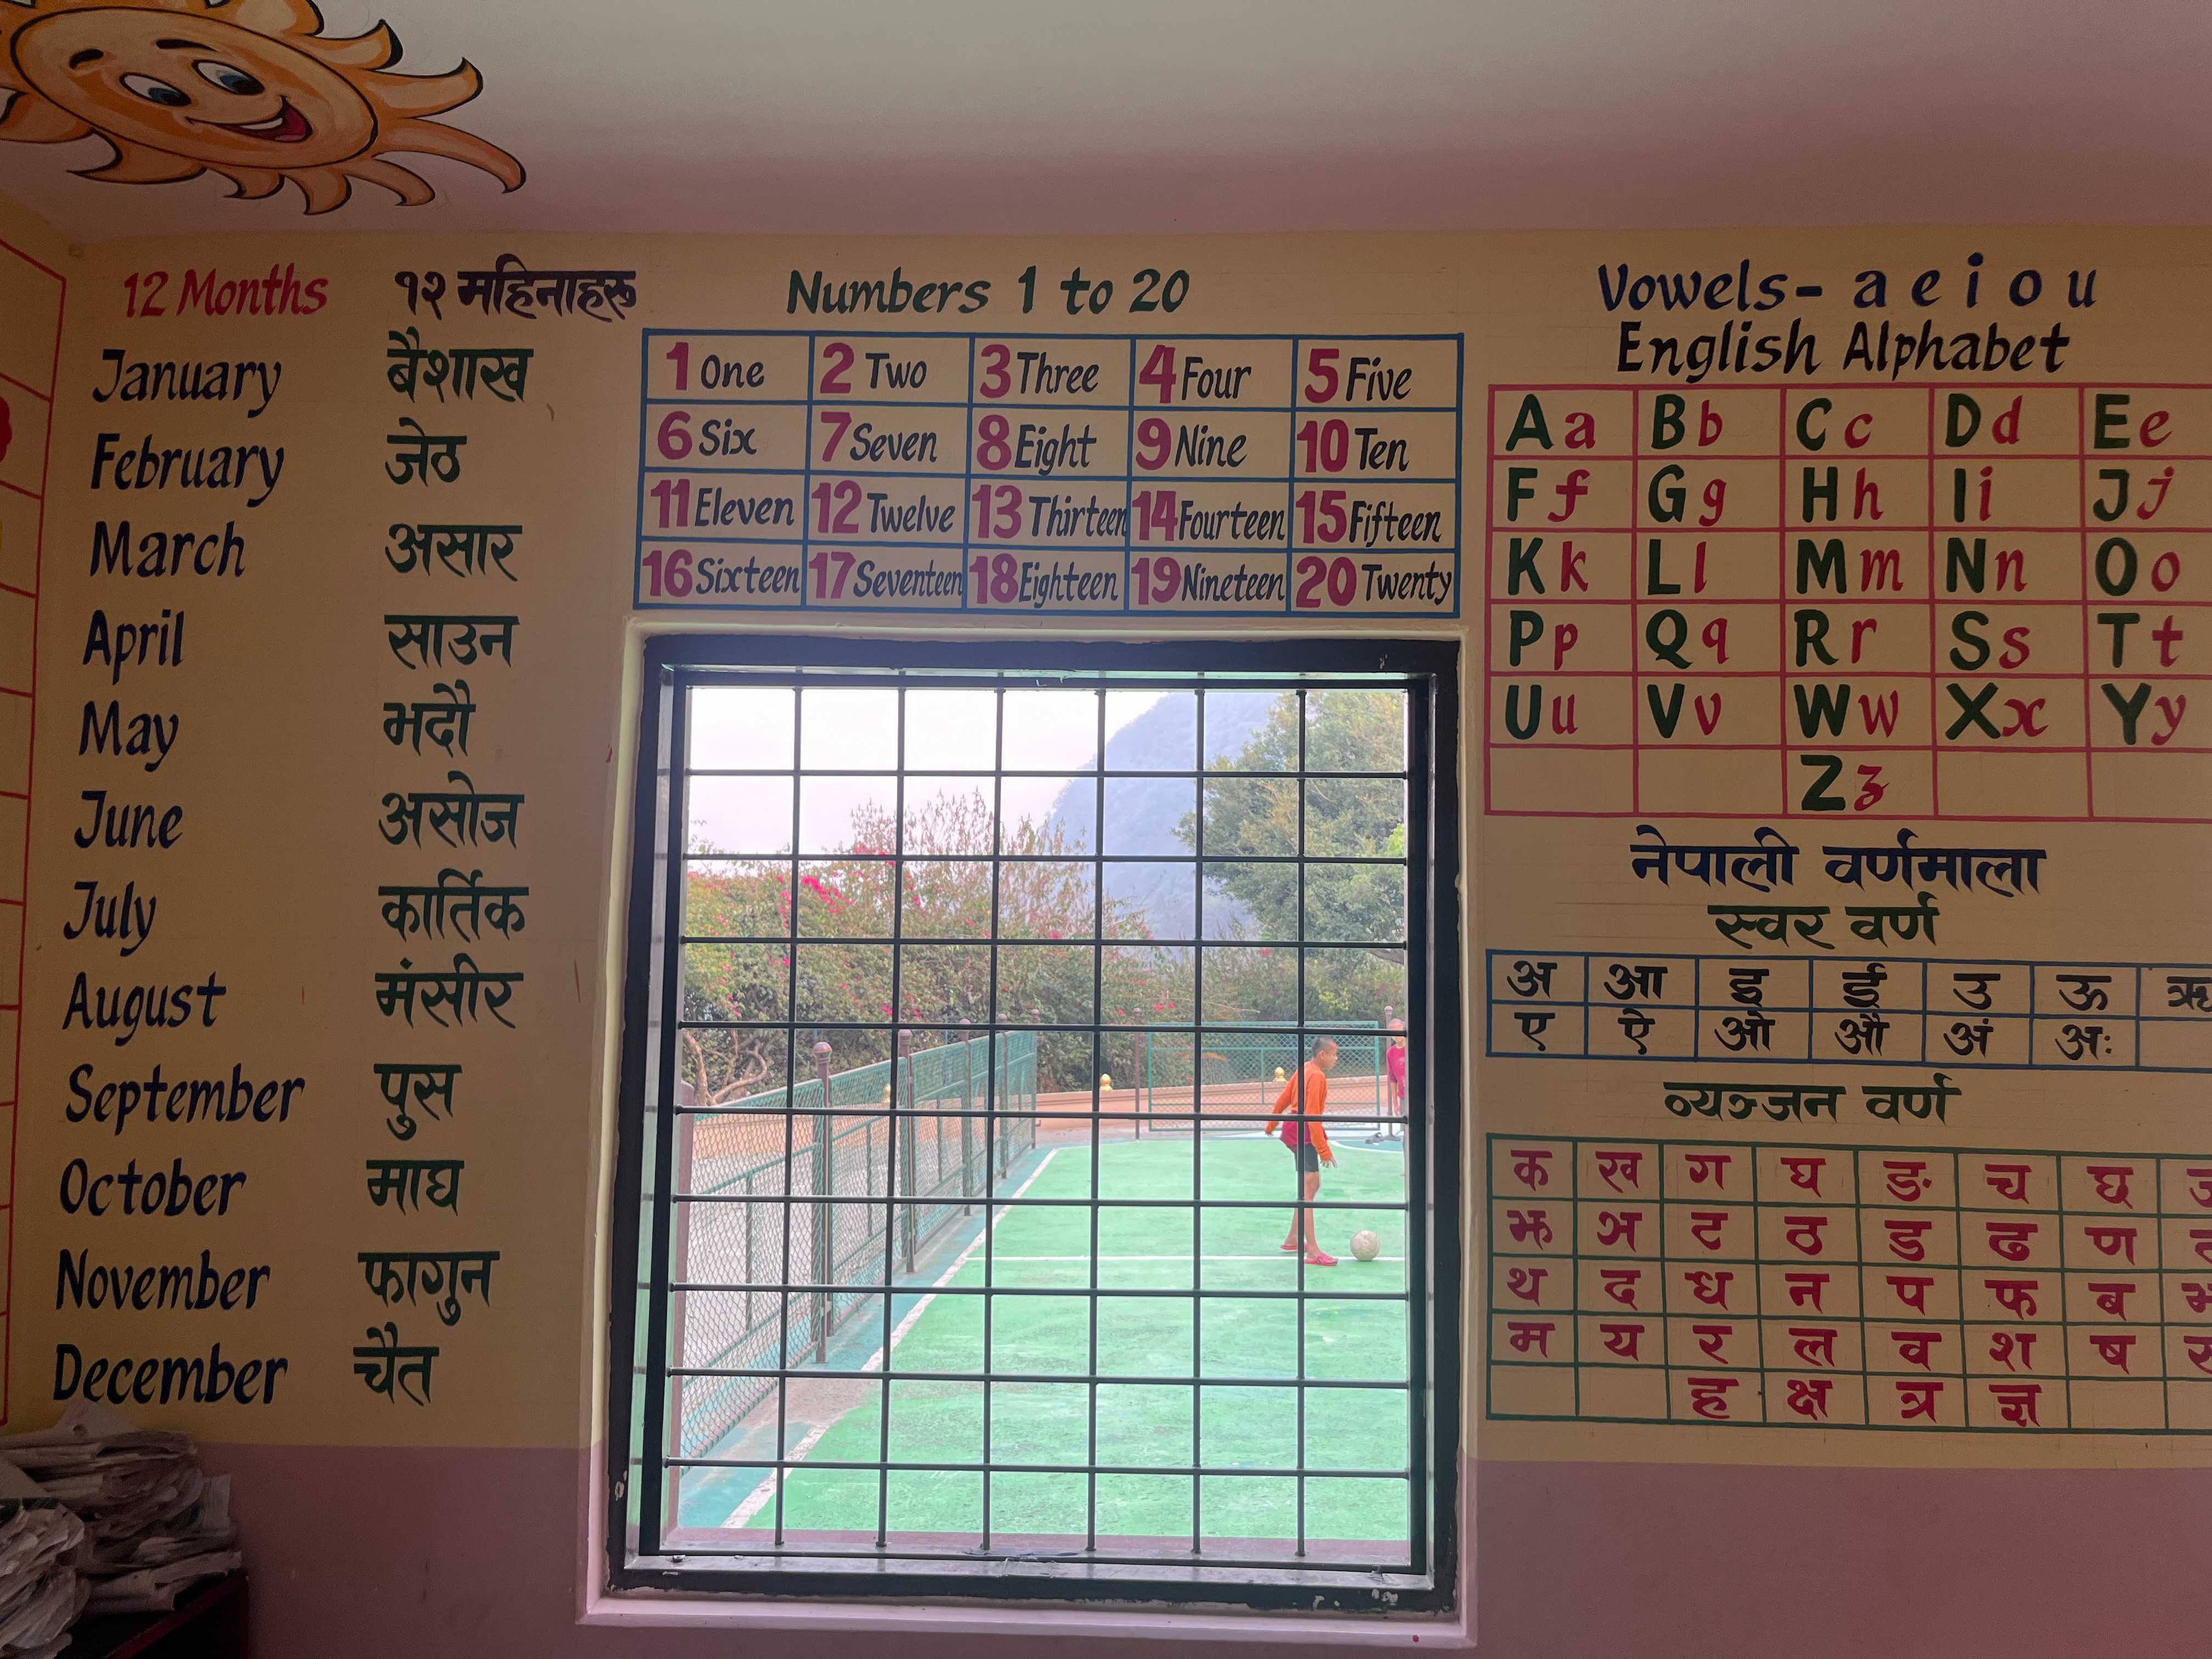 12 Months १२ महिनाहरू
January बैशाख
February जेठ
March असार
April साउन
May भदौ
June असोज
July कार्तिक
August मंसीर
September पुस
October माघ
November फागुन
December चैत
Numbers 1 to 20
1 One 2 Two 3 Three 4 Four 5 Five
6 Six 7 Seven 8 Eight 9 Nine 10 Ten
11 Eleven 12 Twelve 13 Thirteen 14 Fourteen 15 Fifteen
16 Sixteen 17 Seventeen 18 Eighteen 19 Nineteen 20 Twenty
Vowels- a e i o u
English Alphabet
Aa Bb Cc Dd Ee
Ff Gg Hh Ii Jj
Kk Ll Mm Nn Oo
Pp Qq Rr Ss Tt
Uu Vv Ww Xx Yy
Zz
नेपाली वर्णमाला
स्वर वर्ण
अ आ इ ई उ ऊ ऋ
ए ऐ ओ औ अं अः
व्यञ्जन वर्ण
क ख ग घ ङ च छ
झ ञ ट ठ ड ढ ण
थ द ध न प फ ब
म य र ल व श ष
ह क्ष त्र ज्ञ